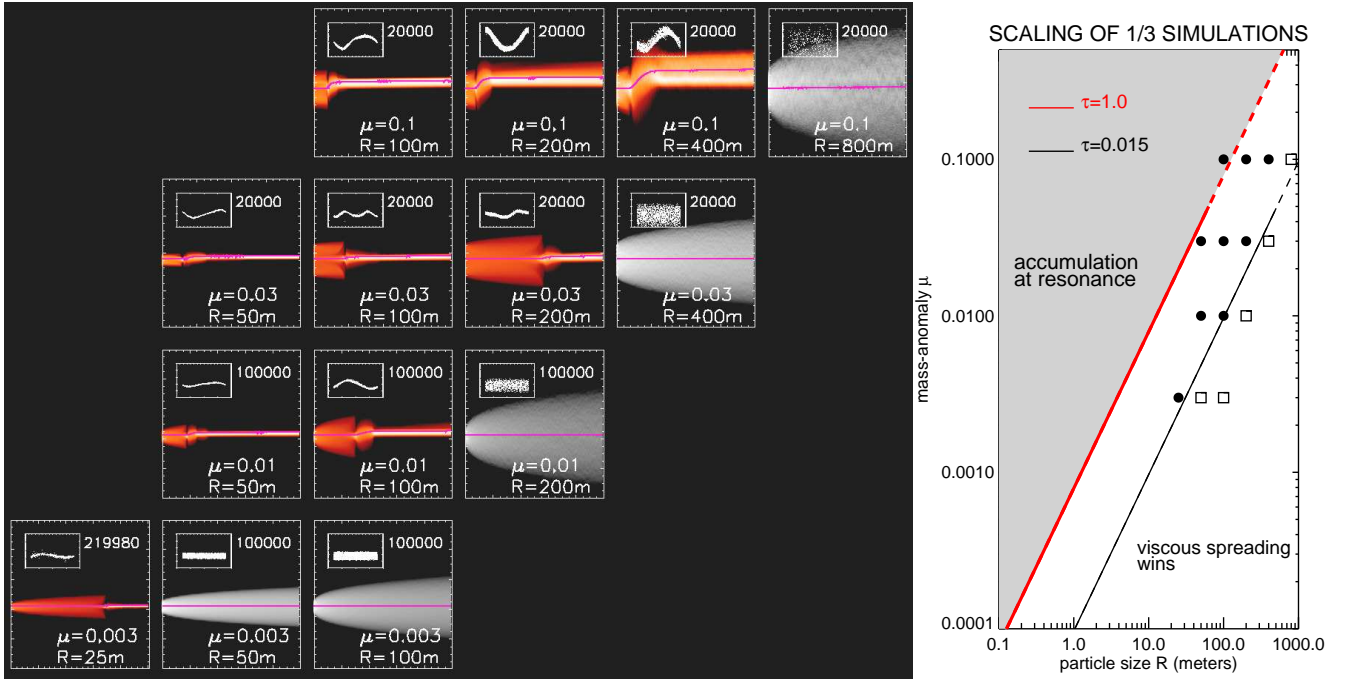 20000
μ=0.1
R=100m
20000
μ=0.1
R=200m
20000
μ=0.1
R=400m
20000
μ=0.1
R=800m
20000
μ=0.03
R=50m
20000
μ=0.03
R=100m
20000
μ=0.03
R=200m
20000
μ=0.03
R=400m
100000
μ=0.01
R=50m
100000
μ=0.01
R=100m
100000
μ=0.01
R=200m
219980
μ=0.003
R=25m
100000
μ=0.003
R=50m
100000
μ=0.003
R=100m
SCALING OF 1/3 SIMULATIONS
τ=1.0
τ=0.015
accumulation
at resonance
viscous spreading
wins
mass-anomaly μ
0.1000
0.0100
0.0010
0.0001
0.1
1.0
10.0
100.0
1000.0
particle size R (meters)